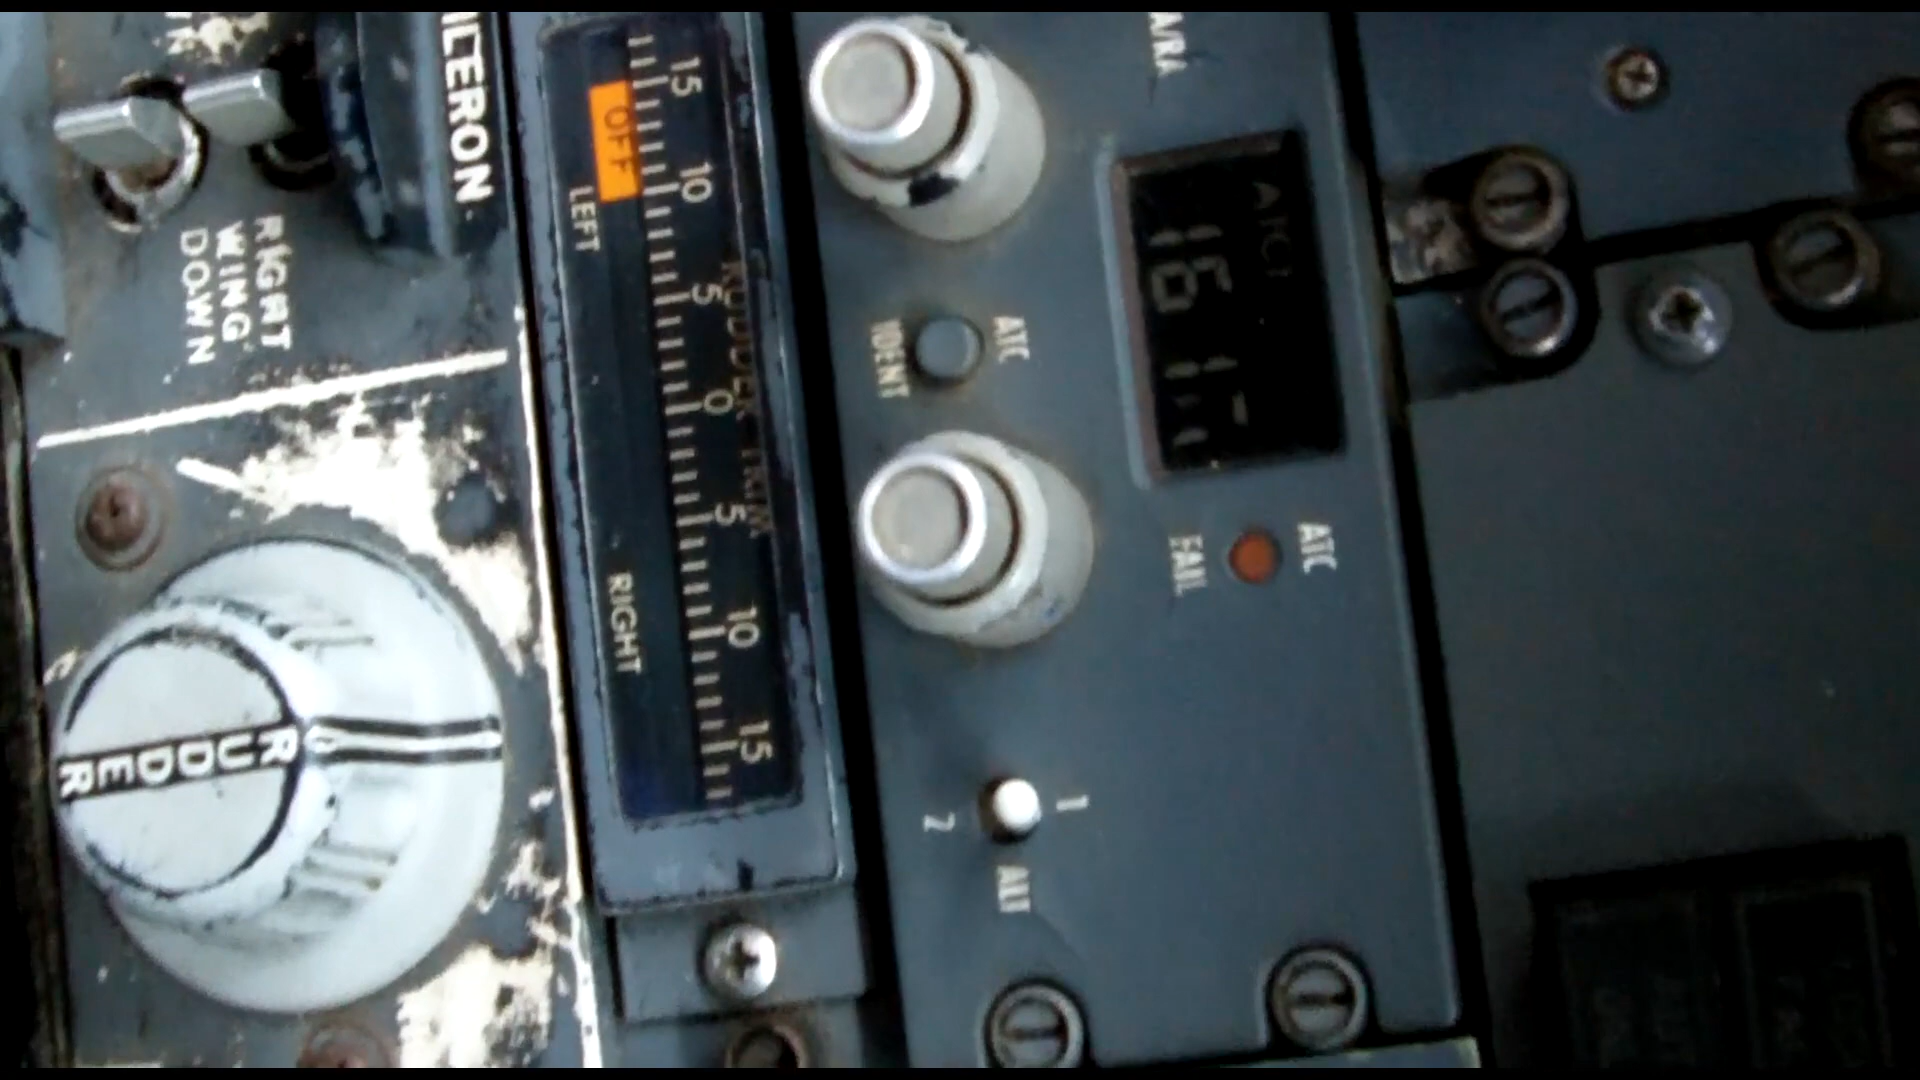 AILERON
RIGHT
WING
DOWN
RUDDER
OFF
LEFT
RIGHT
15
10
5
0
5
10
15
RUDDER TRIM
ATC
IDENT
ATC
FAIL
1
2
ALT